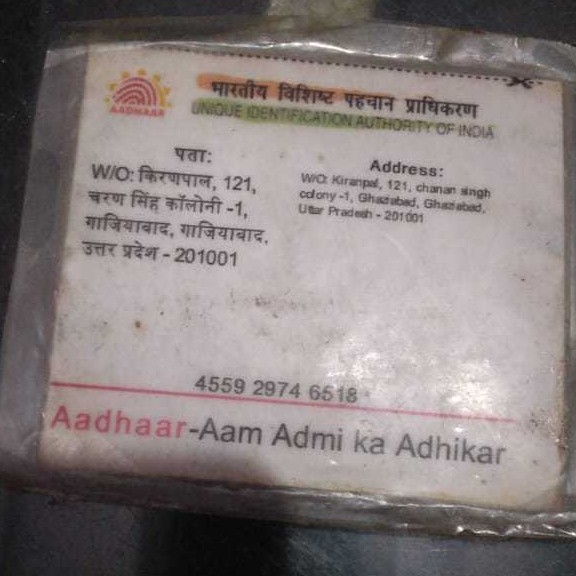 AADHAAR
भारतीय विशिष्ट पहचान प्राधिकरण
UNIQUE IDENTIFICATION AUTHORITY OF INDIA
पता:
W/O: किरणपाल, 121,
चरण सिंह कॉलोनी -1,
गाजियाबाद, गाजियाबाद,
उत्तर प्रदेश - 201001
Address:
W/O: Kiranpal, 121, charan singh
colony -1, Ghaziabad, Ghaziabad,
Uttar Pradesh - 201001
4559 2974 6518
Aadhaar-Aam Admi ka Adhikar